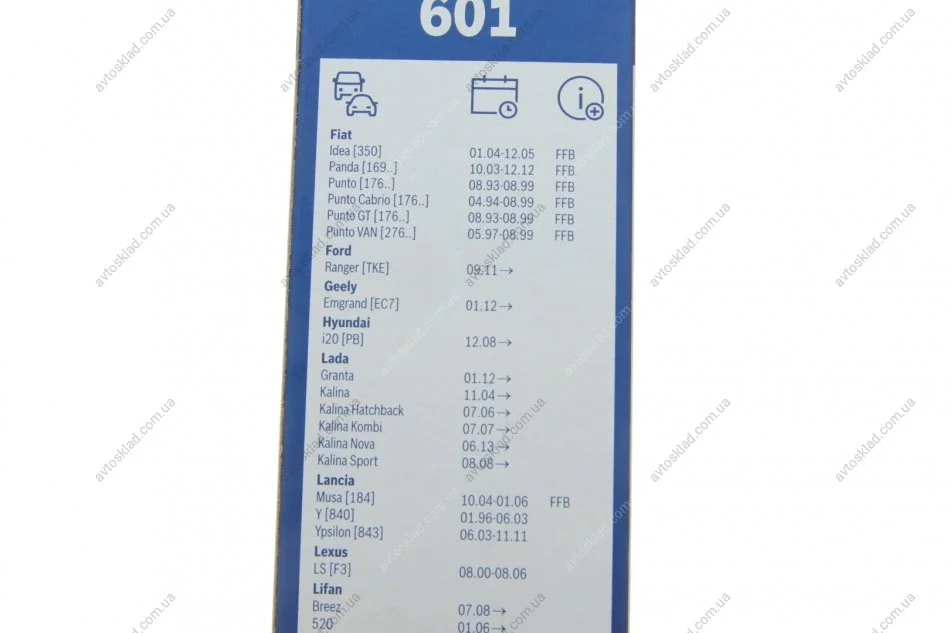 601
Fiat
Idea [350] 01.04-12.05 FFB
Panda [169..] 10.03-12.12 FFB
Punto [176..] 08.93-08.99 FFB
Punto Cabrio [176..] 04.94-08.99 FFB
Punto GT [176..] 08.93-08.99 FFB
Punto VAN [276..] 05.97-08.99 FFB
Ford
Ranger [TKE] 09.11→
Geely
Emgrand [EC7] 01.12→
Hyundai
i20 [PB] 12.08→
Lada
Granta 01.12→
Kalina 11.04→
Kalina Hatchback 07.06→
Kalina Kombi 07.07→
Kalina Nova 06.13→
Kalina Sport 08.08→
Lancia
Musa [184] 10.04-01.06 FFB
Y [840] 01.96-06.03
Ypsilon [843] 06.03-11.11
Lexus
LS [F3] 08.00-08.06
Lifan
Breez 07.08→
520 01.06→
avtosklad.com.ua